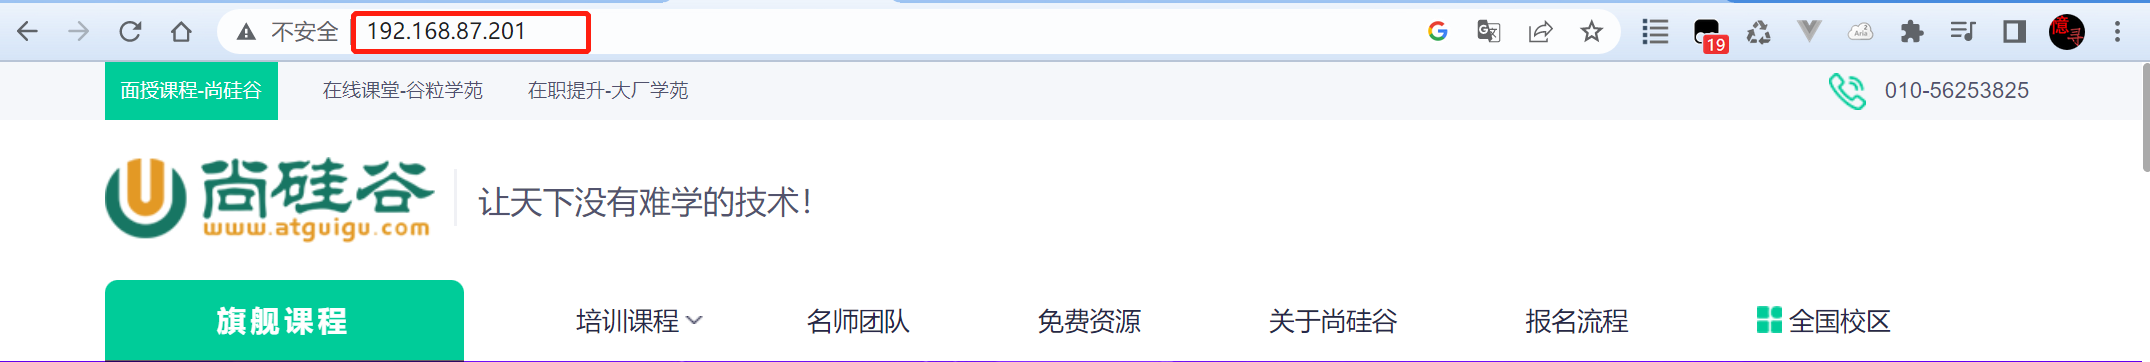 不安全 192.168.87.201
19
憶寻
面授课程-尚硅谷 在线课堂-谷粒学苑 在职提升-大厂学苑 010-56253825
尚硅谷
www.atguigu.com
让天下没有难学的技术！
旗舰课程 培训课程 名师团队 免费资源 关于尚硅谷 报名流程 全国校区